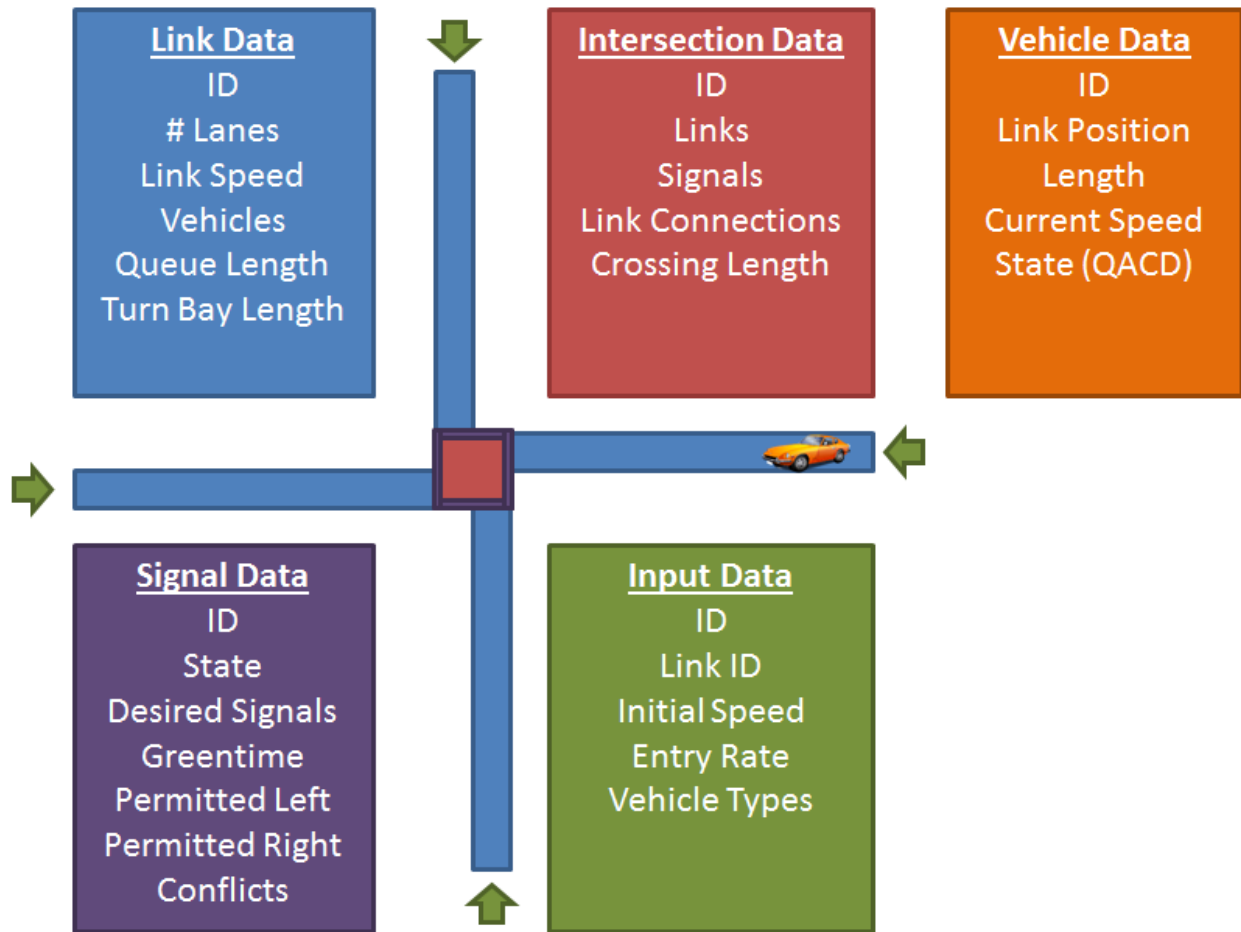 Link Data
ID
# Lanes
Link Speed
Vehicles
Queue Length
Turn Bay Length
Intersection Data
ID
Links
Signals
Link Connections
Crossing Length
Vehicle Data
ID
Link Position
Length
Current Speed
State (QACD)
Signal Data
ID
State
Desired Signals
Greentime
Permitted Left
Permitted Right
Conflicts
Input Data
ID
Link ID
Initial Speed
Entry Rate
Vehicle Types